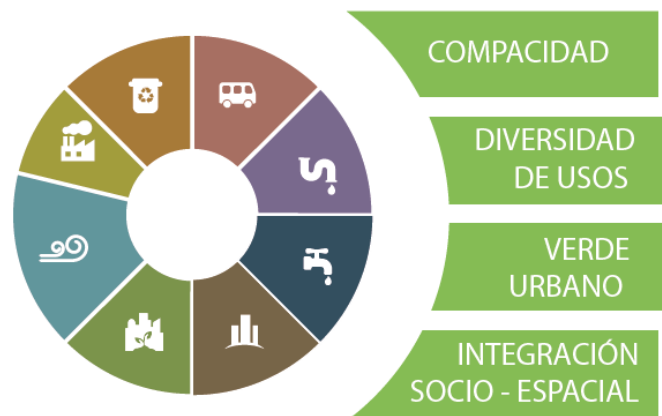 COMPACIDAD
DIVERSIDAD
DE USOS
VERDE
URBANO
INTEGRACIÓN
SOCIO - ESPACIAL